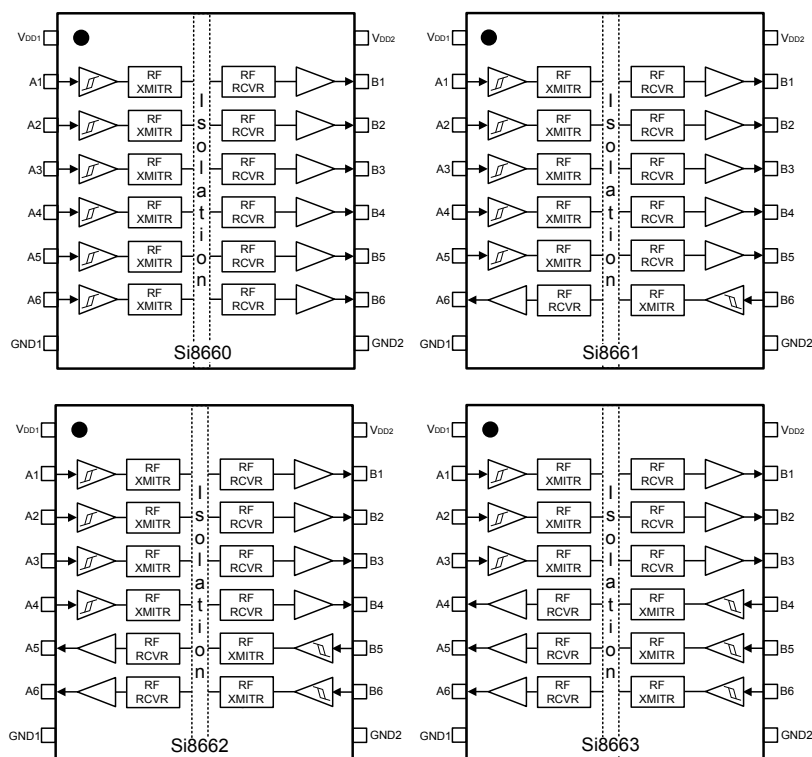 VDD1
VDD2
A1
RF
XMITR
RF
RCVR
B1
A2
RF
XMITR
RF
RCVR
B2
A3
RF
XMITR
RF
RCVR
B3
A4
RF
XMITR
RF
RCVR
B4
A5
RF
XMITR
RF
RCVR
B5
A6
RF
XMITR
RF
RCVR
B6
Isolation
GND1
GND2
Si8660
VDD1
VDD2
A1
RF
XMITR
RF
RCVR
B1
A2
RF
XMITR
RF
RCVR
B2
A3
RF
XMITR
RF
RCVR
B3
A4
RF
XMITR
RF
RCVR
B4
A5
RF
XMITR
RF
RCVR
B5
A6
RF
RCVR
RF
XMITR
B6
Isolation
GND1
GND2
Si8661
VDD1
VDD2
A1
RF
XMITR
RF
RCVR
B1
A2
RF
XMITR
RF
RCVR
B2
A3
RF
XMITR
RF
RCVR
B3
A4
RF
XMITR
RF
RCVR
B4
A5
RF
RCVR
RF
XMITR
B5
A6
RF
RCVR
RF
XMITR
B6
Isolation
GND1
GND2
Si8662
VDD1
VDD2
A1
RF
XMITR
RF
RCVR
B1
A2
RF
XMITR
RF
RCVR
B2
A3
RF
XMITR
RF
RCVR
B3
A4
RF
RCVR
RF
XMITR
B4
A5
RF
RCVR
RF
XMITR
B5
A6
RF
RCVR
RF
XMITR
B6
Isolation
GND1
GND2
Si8663